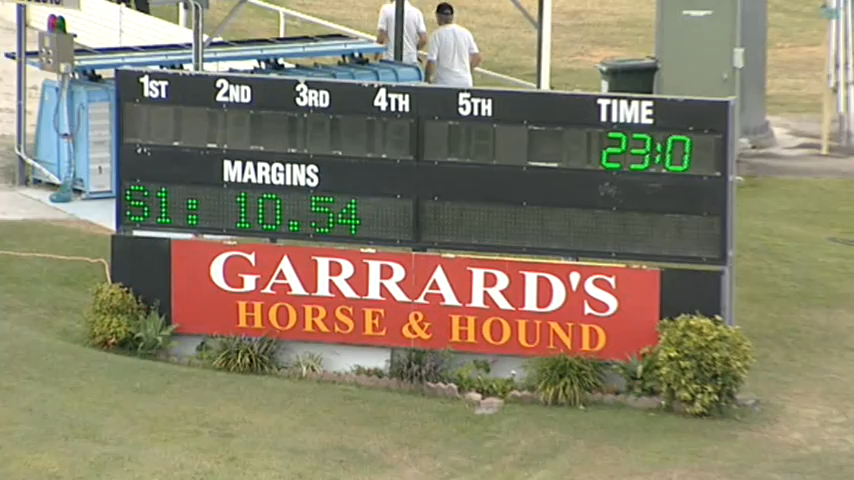 1ST 2ND 3RD 4TH 5TH TIME
23:0
MARGINS
S1: 10.54
GARRARD'S
HORSE & HOUND